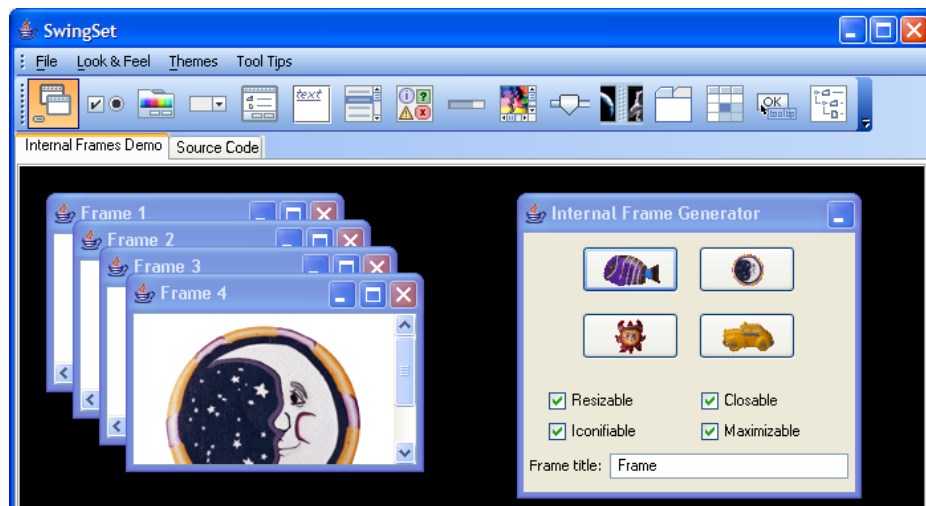 SwingSet
File Look & Feel Themes Tool Tips
text
OK
tooltip
Internal Frames Demo Source Code
Frame 1
Frame 2
Frame 3
Frame 4
Internal Frame Generator
Resizable Closable
Iconifiable Maximizable
Frame title: Frame